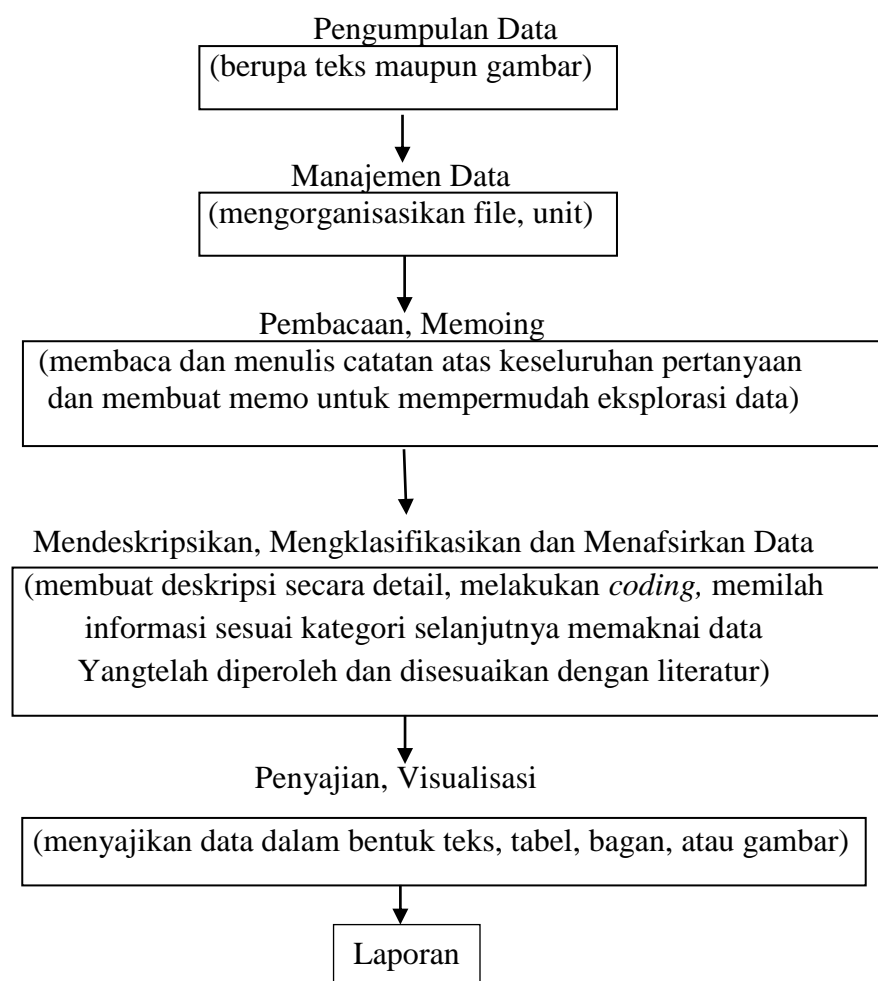 Pengumpulan Data
(berupa teks maupun gambar)
Manajemen Data
(mengorganisasikan file, unit)
Pembacaan, Memoing
(membaca dan menulis catatan atas keseluruhan pertanyaan
dan membuat memo untuk mempermudah eksplorasi data)
Mendeskripsikan, Mengklasifikasikan dan Menafsirkan Data
(membuat deskripsi secara detail, melakukan coding, memilah
informasi sesuai kategori selanjutnya memaknai data
Yangtelah diperoleh dan disesuaikan dengan literatur)
Penyajian, Visualisasi
(menyajikan data dalam bentuk teks, tabel, bagan, atau gambar)
Laporan